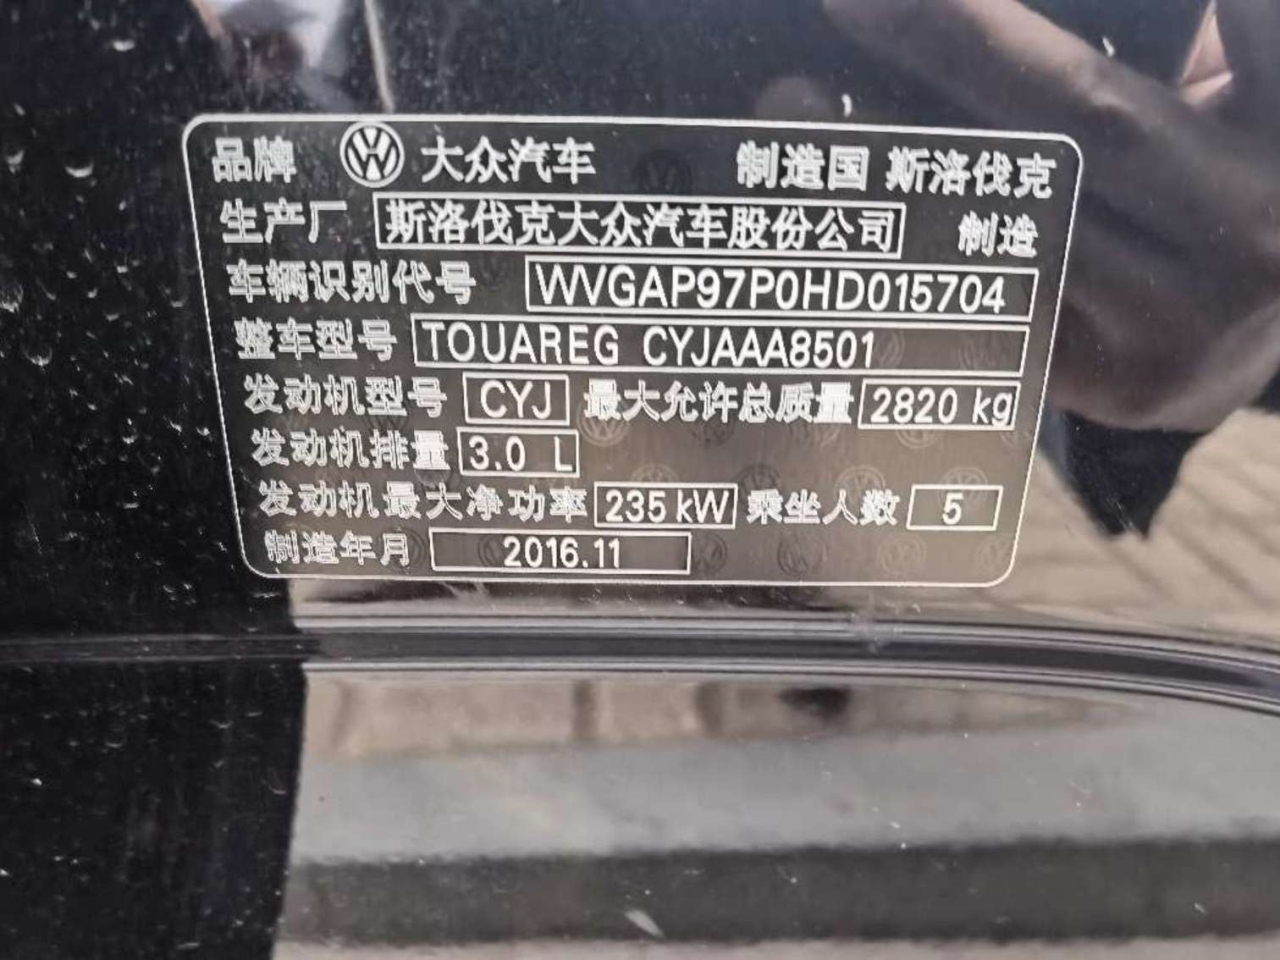 品牌 大众汽车 制造国 斯洛伐克
生产厂 斯洛伐克大众汽车股份公司 制造
车辆识别代号 WVGAP97P0HD015704
整车型号 TOUAREG CYJAAA8501
发动机型号 CYJ 最大允许总质量 2820 kg
发动机排量 3.0 L
发动机最大净功率 235 kW 乘坐人数 5
制造年月 2016.11